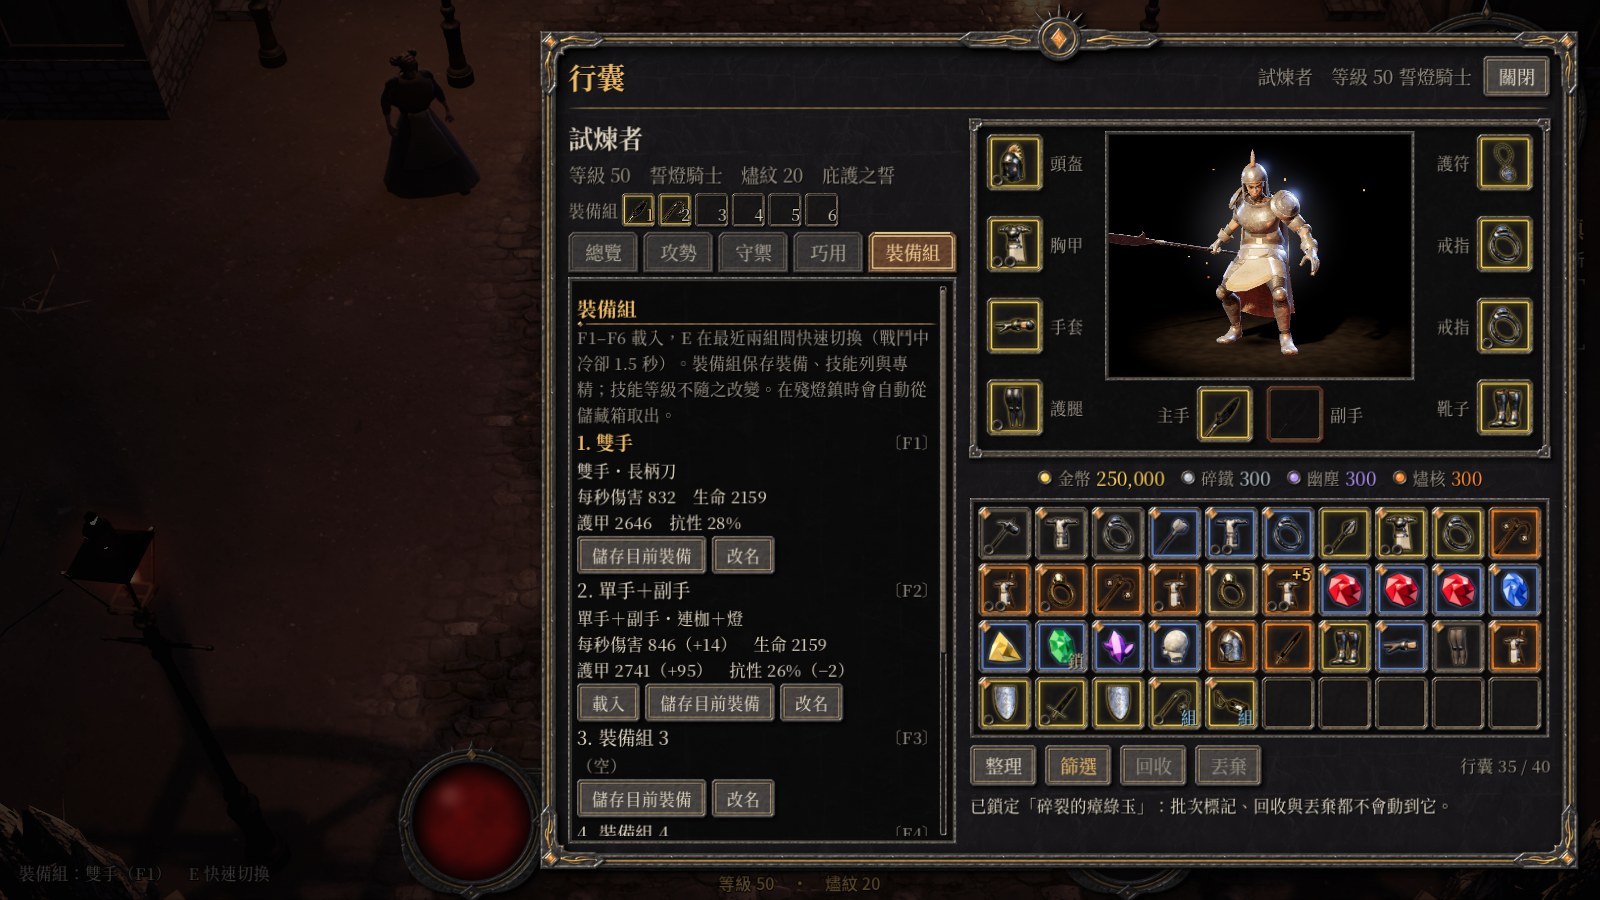 行囊
試煉者 等級 50 誓燈騎士 關閉
試煉者
等級 50 誓燈騎士 燼紋 20 庇護之誓
裝備組 1 2 3 4 5 6
總覽 攻勢 守禦 巧用 裝備組
裝備組
F1–F6 載入，E 在最近兩組間快速切換（戰鬥中
冷卻 1.5 秒）。裝備組保存裝備、技能列與專
精；技能等級不隨之改變。在殘燈鎮時會自動從
儲藏箱取出。
1. 雙手 〔F1〕
雙手・長柄刀
每秒傷害 832 生命 2159
護甲 2646 抗性 28%
儲存目前裝備 改名
2. 單手＋副手 〔F2〕
單手＋副手・連枷＋燈
每秒傷害 846（+14） 生命 2159
護甲 2741（+95） 抗性 26%（−2）
載入 儲存目前裝備 改名
3. 裝備組 3 〔F3〕
（空）
儲存目前裝備 改名
4. 裝備組 4 〔F4〕
頭盔 護符
胸甲 戒指
手套 戒指
護腿 主手 副手 靴子
金幣 250,000 碎鐵 300 幽塵 300 燼核 300
+5
鎖
組 組
整理 篩選 回收 丟棄 行囊 35 / 40
已鎖定「碎裂的瘴綠玉」：批次標記、回收與丟棄都不會動到它。
裝備組：雙手（F1） E 快速切換
等級 50 ・ 燼紋 20